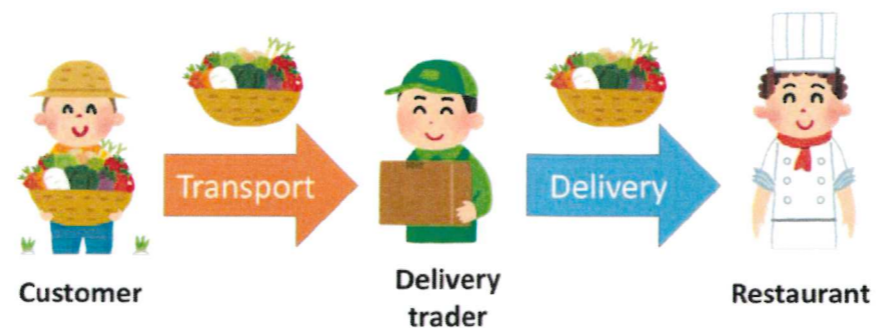 Transport
Delivery
Customer
Delivery
trader
Restaurant